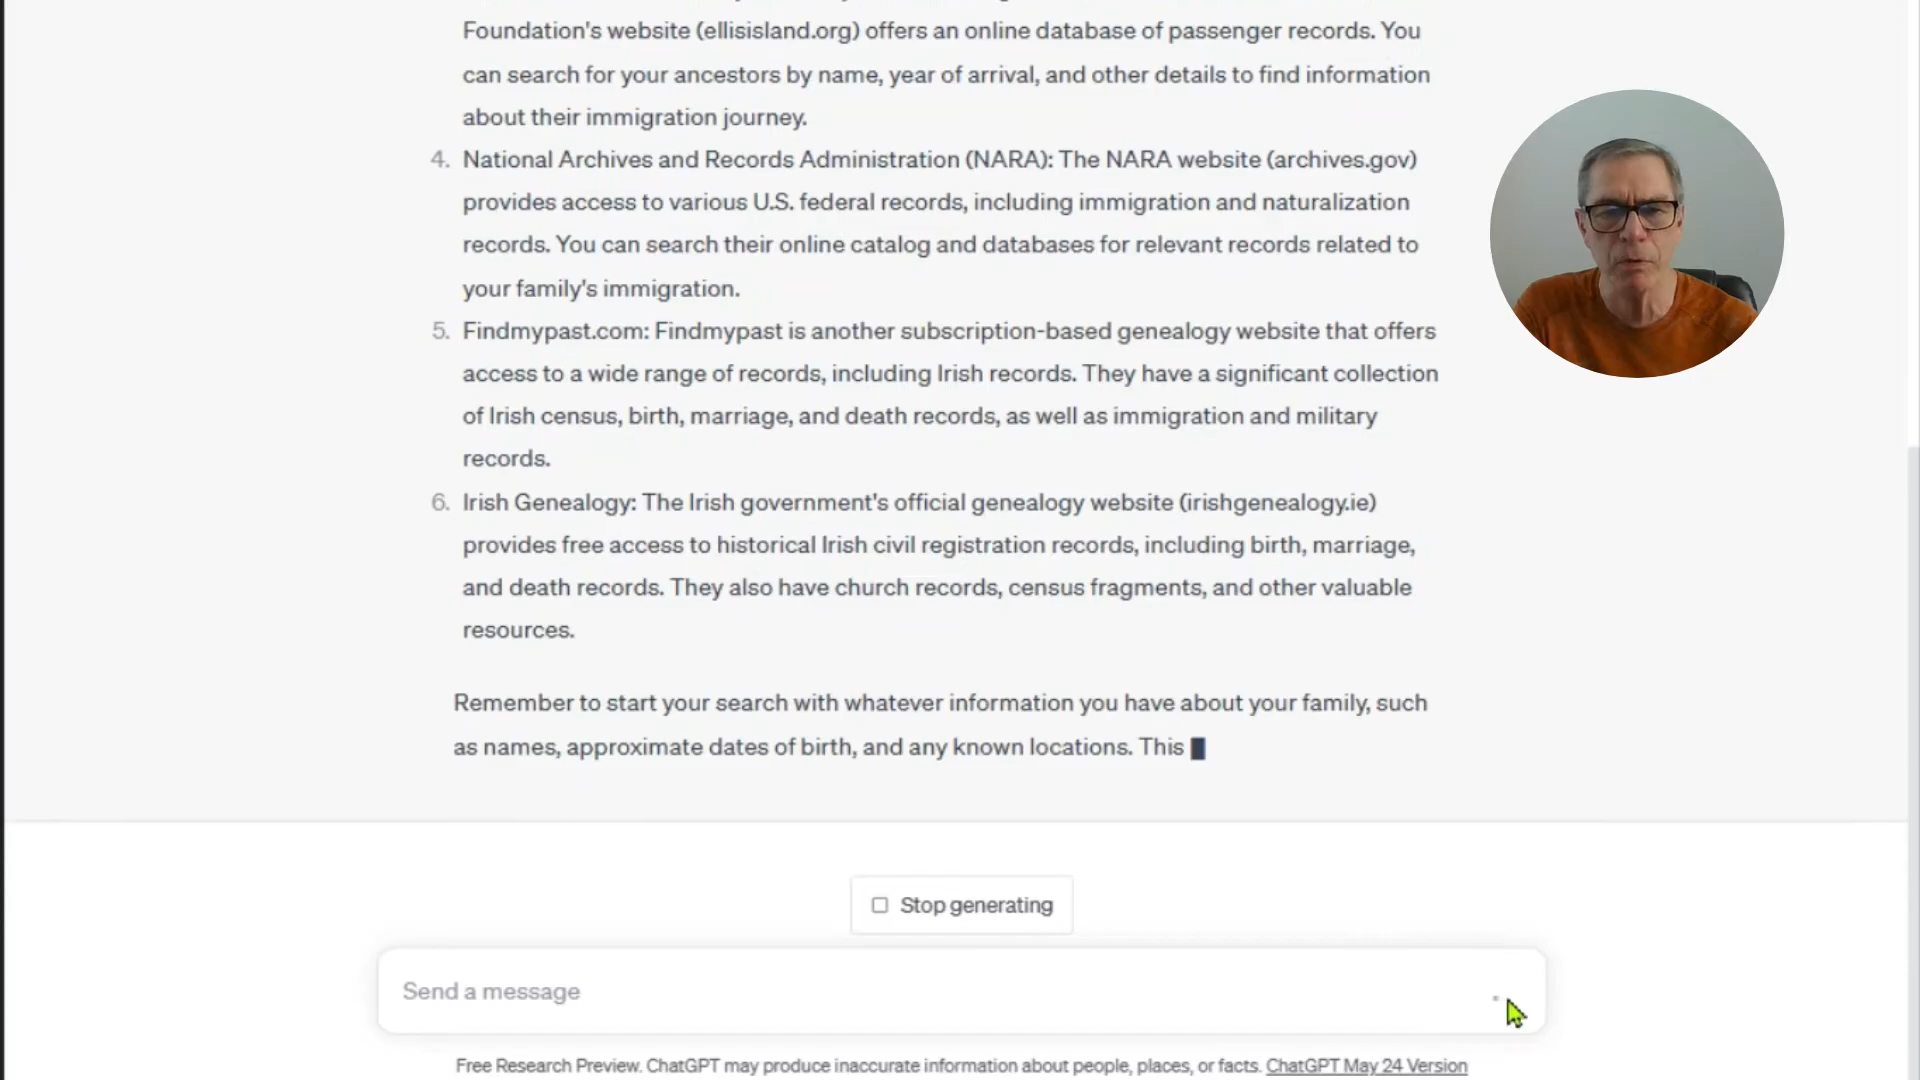 Foundation's website (ellisisland.org) offers an online database of passenger records. You
can search for your ancestors by name, year of arrival, and other details to find information
about their immigration journey.
4. National Archives and Records Administration (NARA): The NARA website (archives.gov)
provides access to various U.S. federal records, including immigration and naturalization
records. You can search their online catalog and databases for relevant records related to
your family's immigration.
5. Findmypast.com: Findmypast is another subscription-based genealogy website that offers
access to a wide range of records, including Irish records. They have a significant collection
of Irish census, birth, marriage, and death records, as well as immigration and military
records.
6. Irish Genealogy: The Irish government's official genealogy website (irishgenealogy.ie)
provides free access to historical Irish civil registration records, including birth, marriage,
and death records. They also have church records, census fragments, and other valuable
resources.
Remember to start your search with whatever information you have about your family, such
as names, approximate dates of birth, and any known locations. This
Stop generating
Send a message
Free Research Preview. ChatGPT may produce inaccurate information about people, places, or facts. ChatGPT May 24 Version